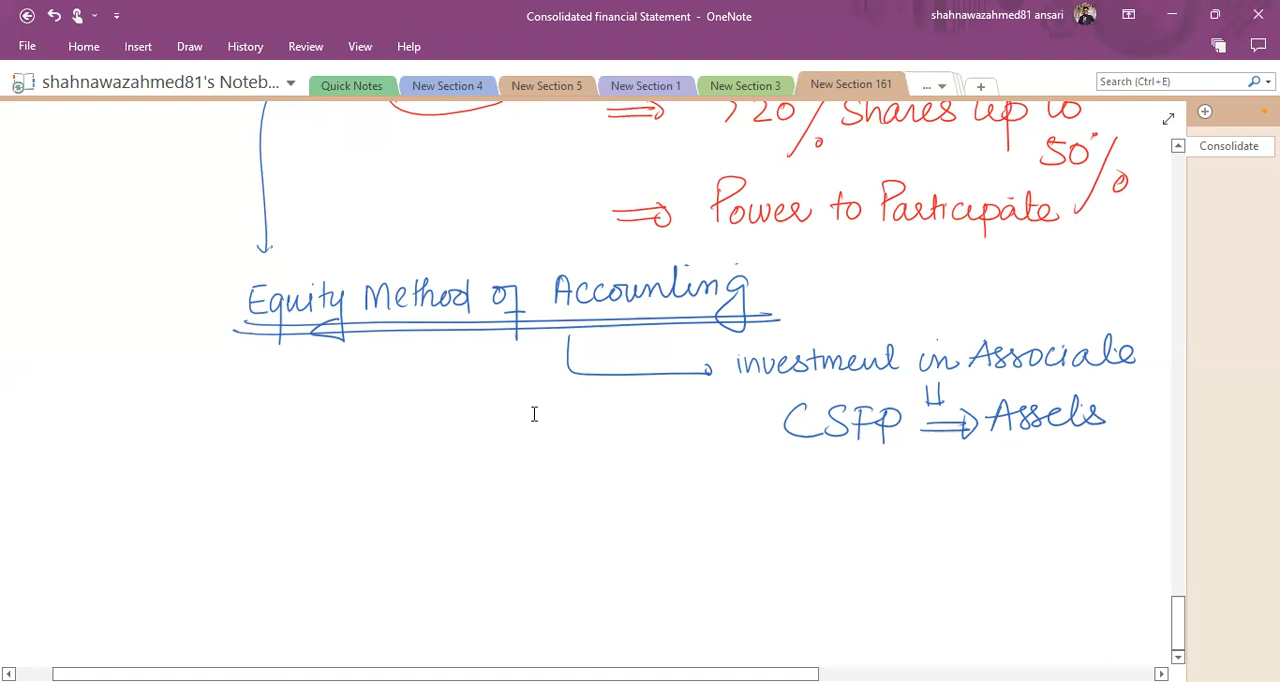 Consolidated financial Statement - OneNote
shahnawazahmed81 ansari
File Home Insert Draw History Review View Help
shahnawazahmed81's Noteb... Quick Notes New Section 4 New Section 5 New Section 1 New Section 3 New Section 161 ... Search (Ctrl+E)
Consolidate
⇒ >20% Shares up to
50%
⇒ Power to Participate
Equity Method of Accounting
investment in Associate
CSFP ⇒ Assets